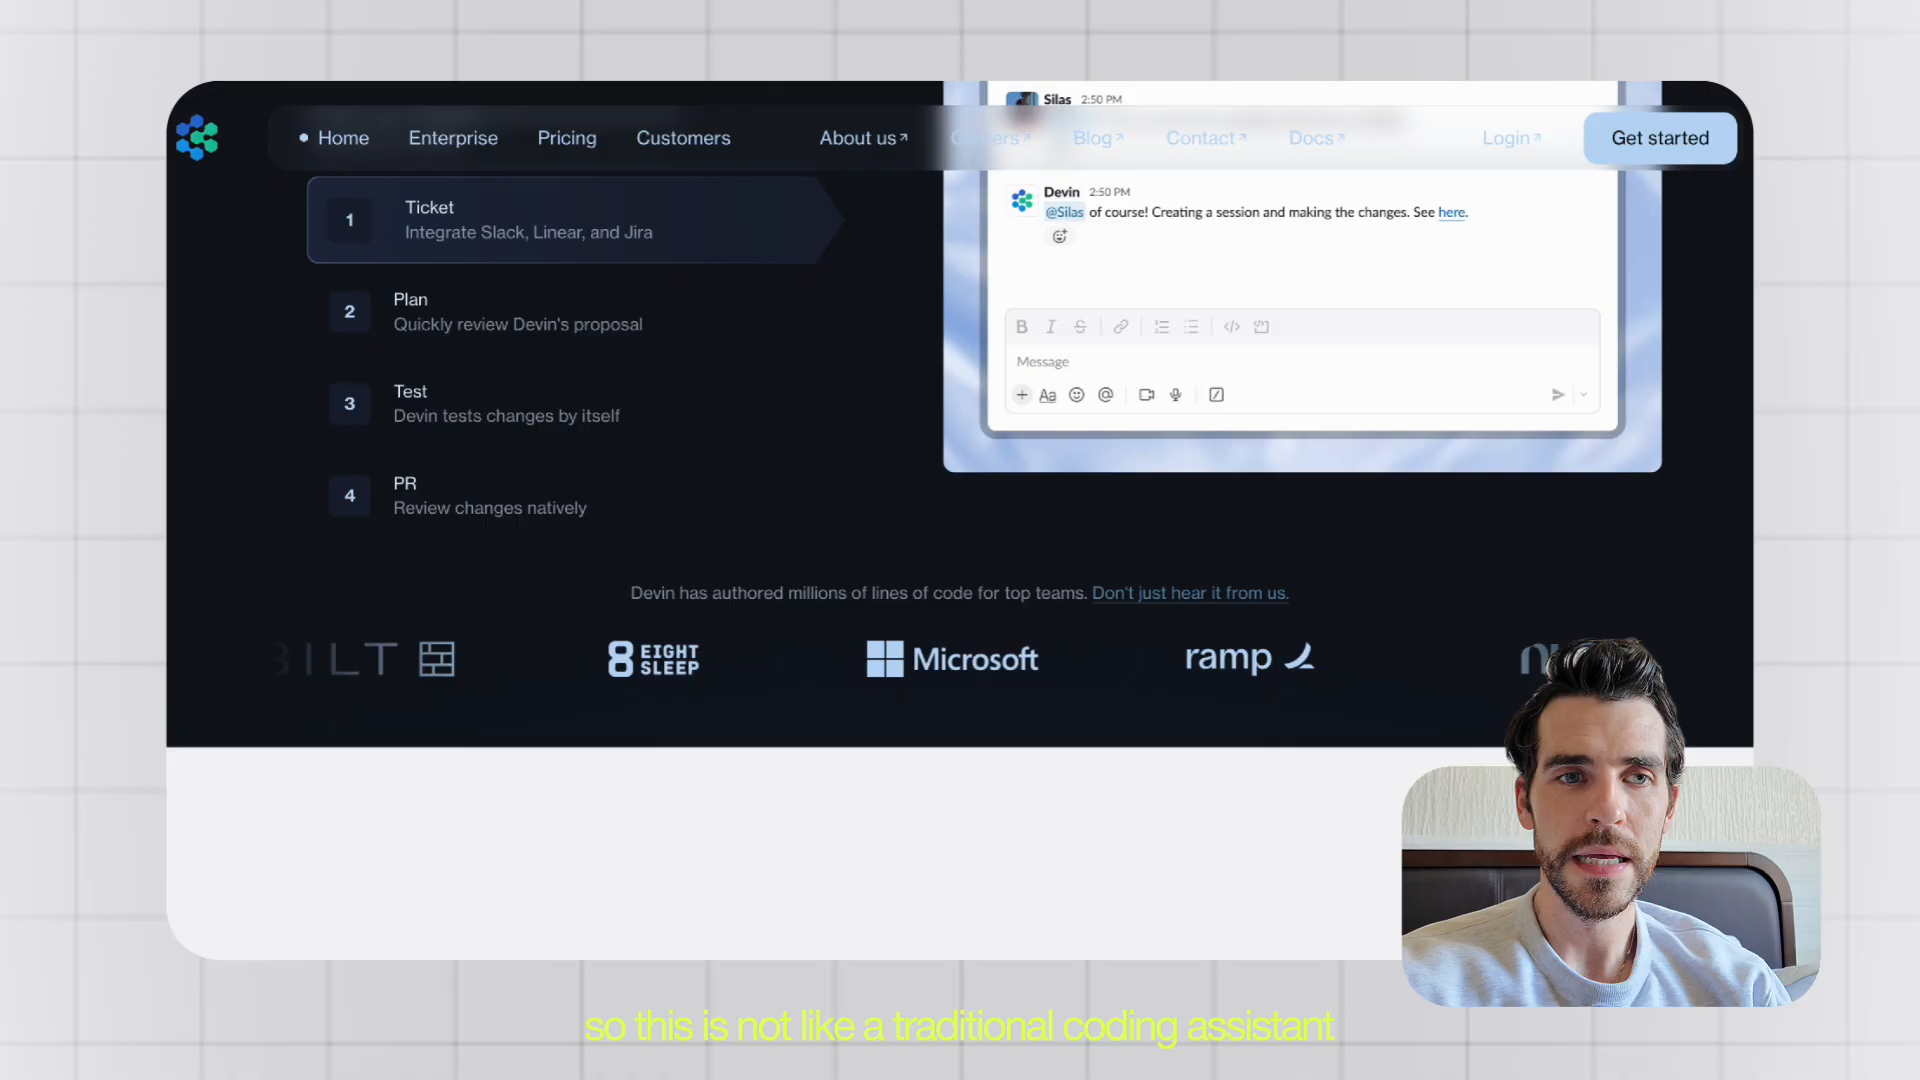 Silas 2:50 PM
Home Enterprise Pricing Customers About us Careers Blog Contact Docs Login Get started
1
Ticket
Integrate Slack, Linear, and Jira
2
Plan
Quickly review Devin's proposal
3
Test
Devin tests changes by itself
4
PR
Review changes natively
Devin 2:50 PM
@Silas of course! Creating a session and making the changes. See here.
B I S
Message
Aa
Devin has authored millions of lines of code for top teams. Don't just hear it from us.
BILT
8 EIGHT SLEEP
Microsoft
ramp
so this is not like a traditional coding assistant